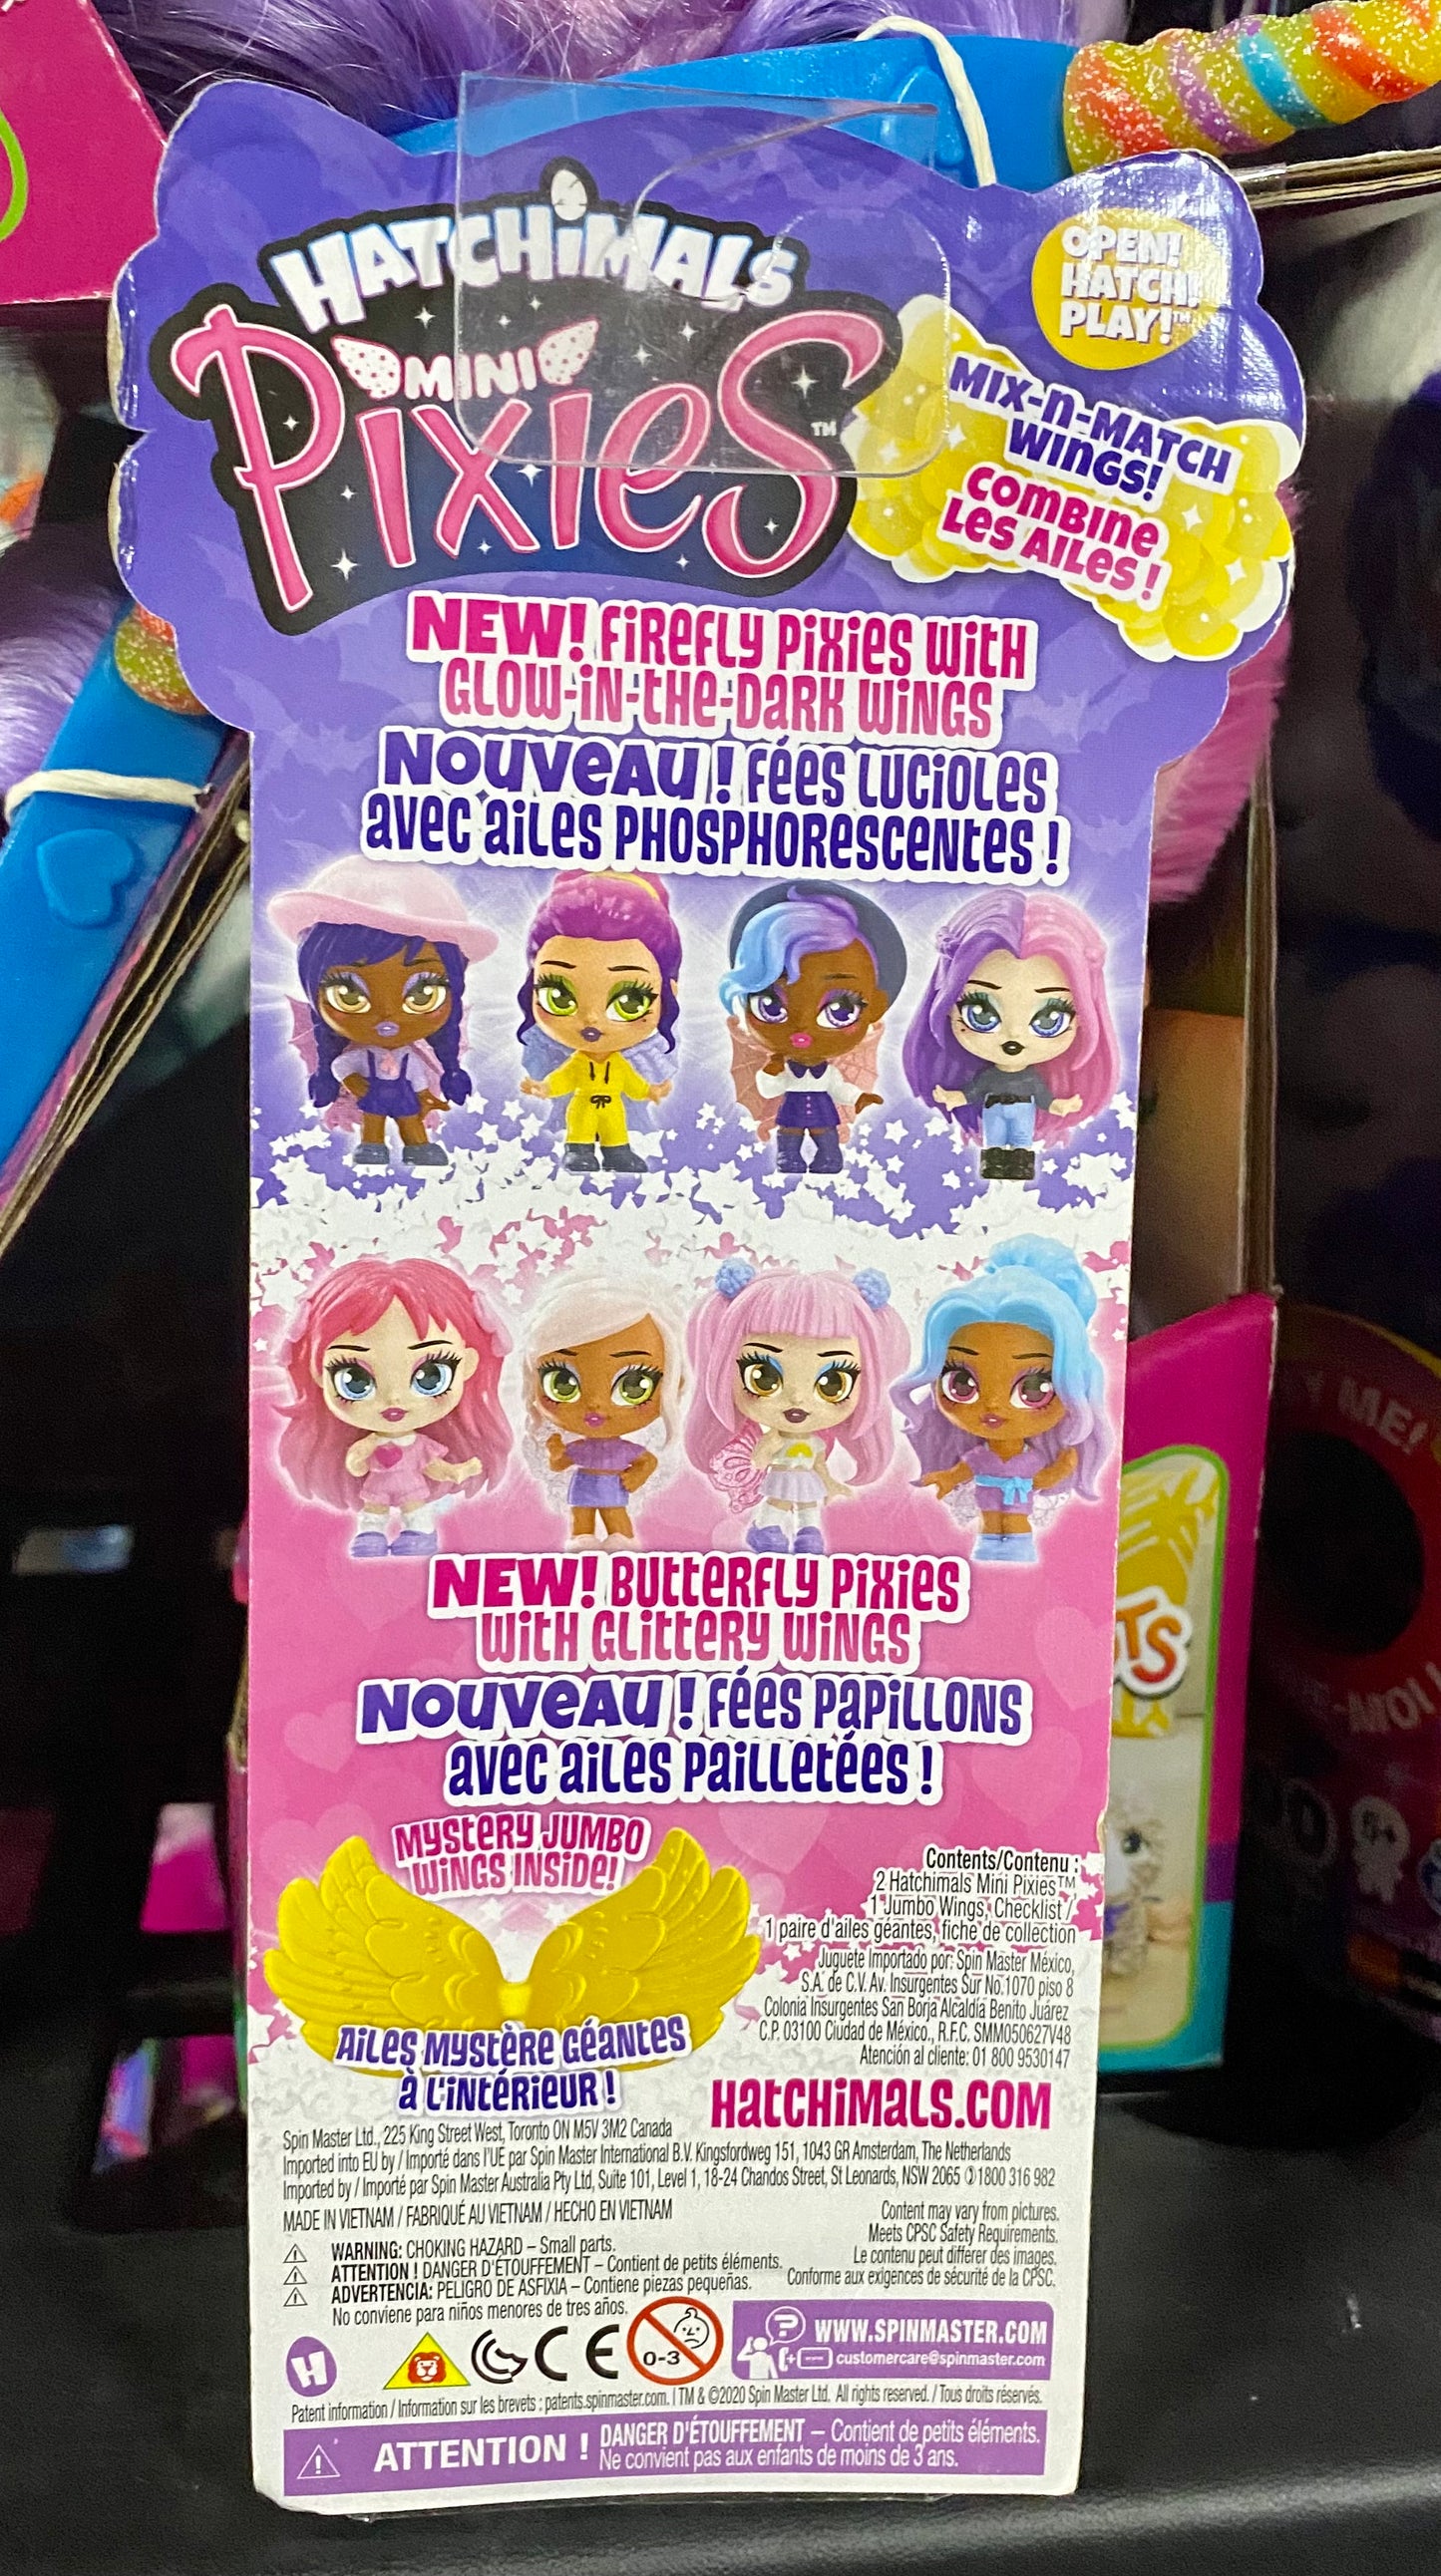 HATCHiMALS
MINI
PIXIES™
OPEN!
HATCH!
PLAY!™
MIX-n-MATCH
WINGS!
COMBINE
LES AILES !
NEW! FIREFLY PIXIES WITH
GLOW-IN-THE-DARK WINGS
NOUVEAU ! FÉES LUCIOLES
AVEC AILES PHOSPHORESCENTES !
NEW! BUTTERFLY PIXIES
WITH GLITTERY WINGS
NOUVEAU ! FÉES PAPILLONS
AVEC AILES PAILLETÉES !
MYSTERY JUMBO
WINGS INSIDE!
AILES MYSTÈRE GÉANTES
À L'INTÉRIEUR !
Contents/Contenu :
2 Hatchimals Mini Pixies™
1 Jumbo Wings, Checklist /
1 paire d'ailes géantes, fiche de collection
Juguete Importado por: Spin Master México,
S.A. de C.V. Av. Insurgentes Sur No.1070 piso 8
Colonia Insurgentes San Borja Alcaldía Benito Juárez
C.P. 03100 Ciudad de México., R.F.C. SMM050627V48
Atención al cliente: 01 800 9530147
HATCHIMALS.COM
Spin Master Ltd., 225 King Street West, Toronto ON M5V 3M2 Canada
Imported into EU by / Importé dans l'UE par Spin Master International B.V. Kingsfordweg 151, 1043 GR Amsterdam, The Netherlands
Imported by / Importé par Spin Master Australia Pty Ltd, Suite 101, Level 1, 18-24 Chandos Street, St Leonards, NSW 2065 1800 316 982
MADE IN VIETNAM / FABRIQUÉ AU VIETNAM / HECHO EN VIETNAM
Content may vary from pictures.
Meets CPSC Safety Requirements.
Le contenu peut différer des images.
Conforme aux exigences de sécurité de la CPSC.
WARNING: CHOKING HAZARD – Small parts.
ATTENTION ! DANGER D'ÉTOUFFEMENT – Contient de petits éléments.
ADVERTENCIA: PELIGRO DE ASFIXIA – Contiene piezas pequeñas.
No conviene para niños menores de tres años.
H
CE
0-3
WWW.SPINMASTER.COM
customercare@spinmaster.com
Patent information / Information sur les brevets : patents.spinmaster.com. | TM & ©2020 Spin Master Ltd. All rights reserved. / Tous droits réservés.
ATTENTION !
DANGER D'ÉTOUFFEMENT – Contient de petits éléments.
Ne convient pas aux enfants de moins de 3 ans.
ME!
TS
-MOI
5+